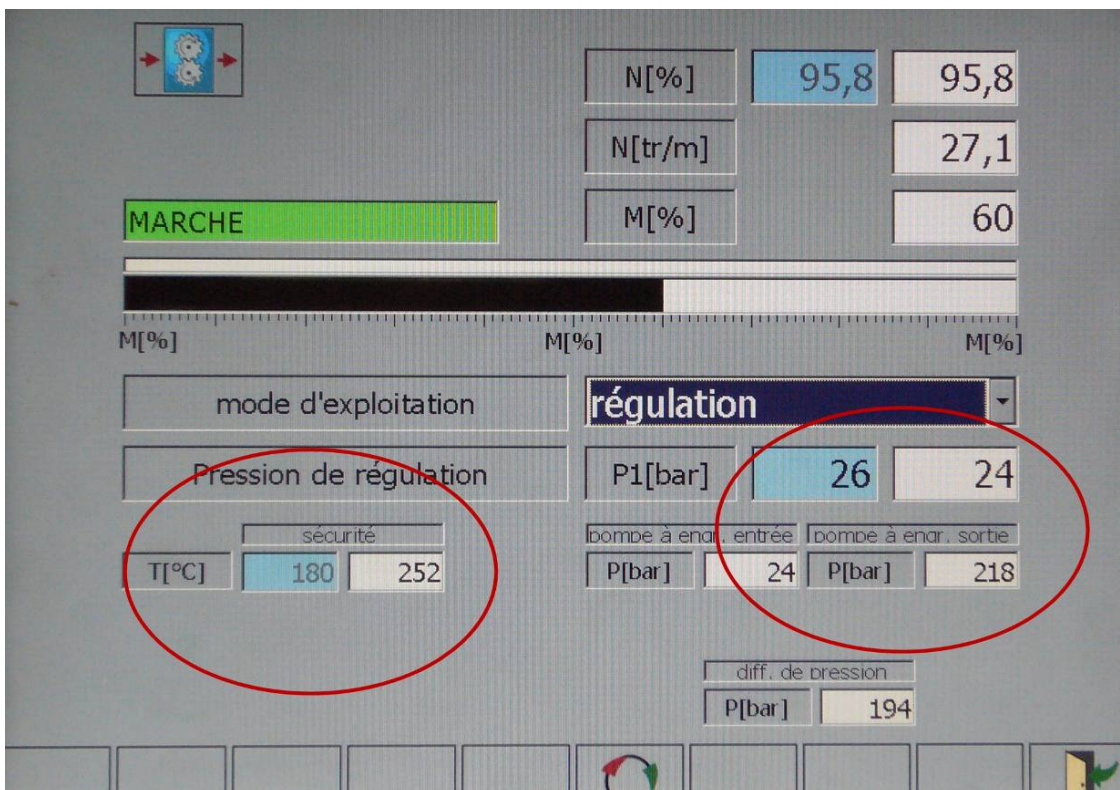 N[%] 95,8 95,8
N[tr/m] 27,1
MARCHE M[%] 60
M[%] M[%] M[%]
mode d'exploitation régulation
Pression de régulation P1[bar] 26 24
sécurité pompe à engr. entrée pompe à engr. sortie
T[°C] 180 252 P[bar] 24 P[bar] 218
diff. de pression
P[bar] 194